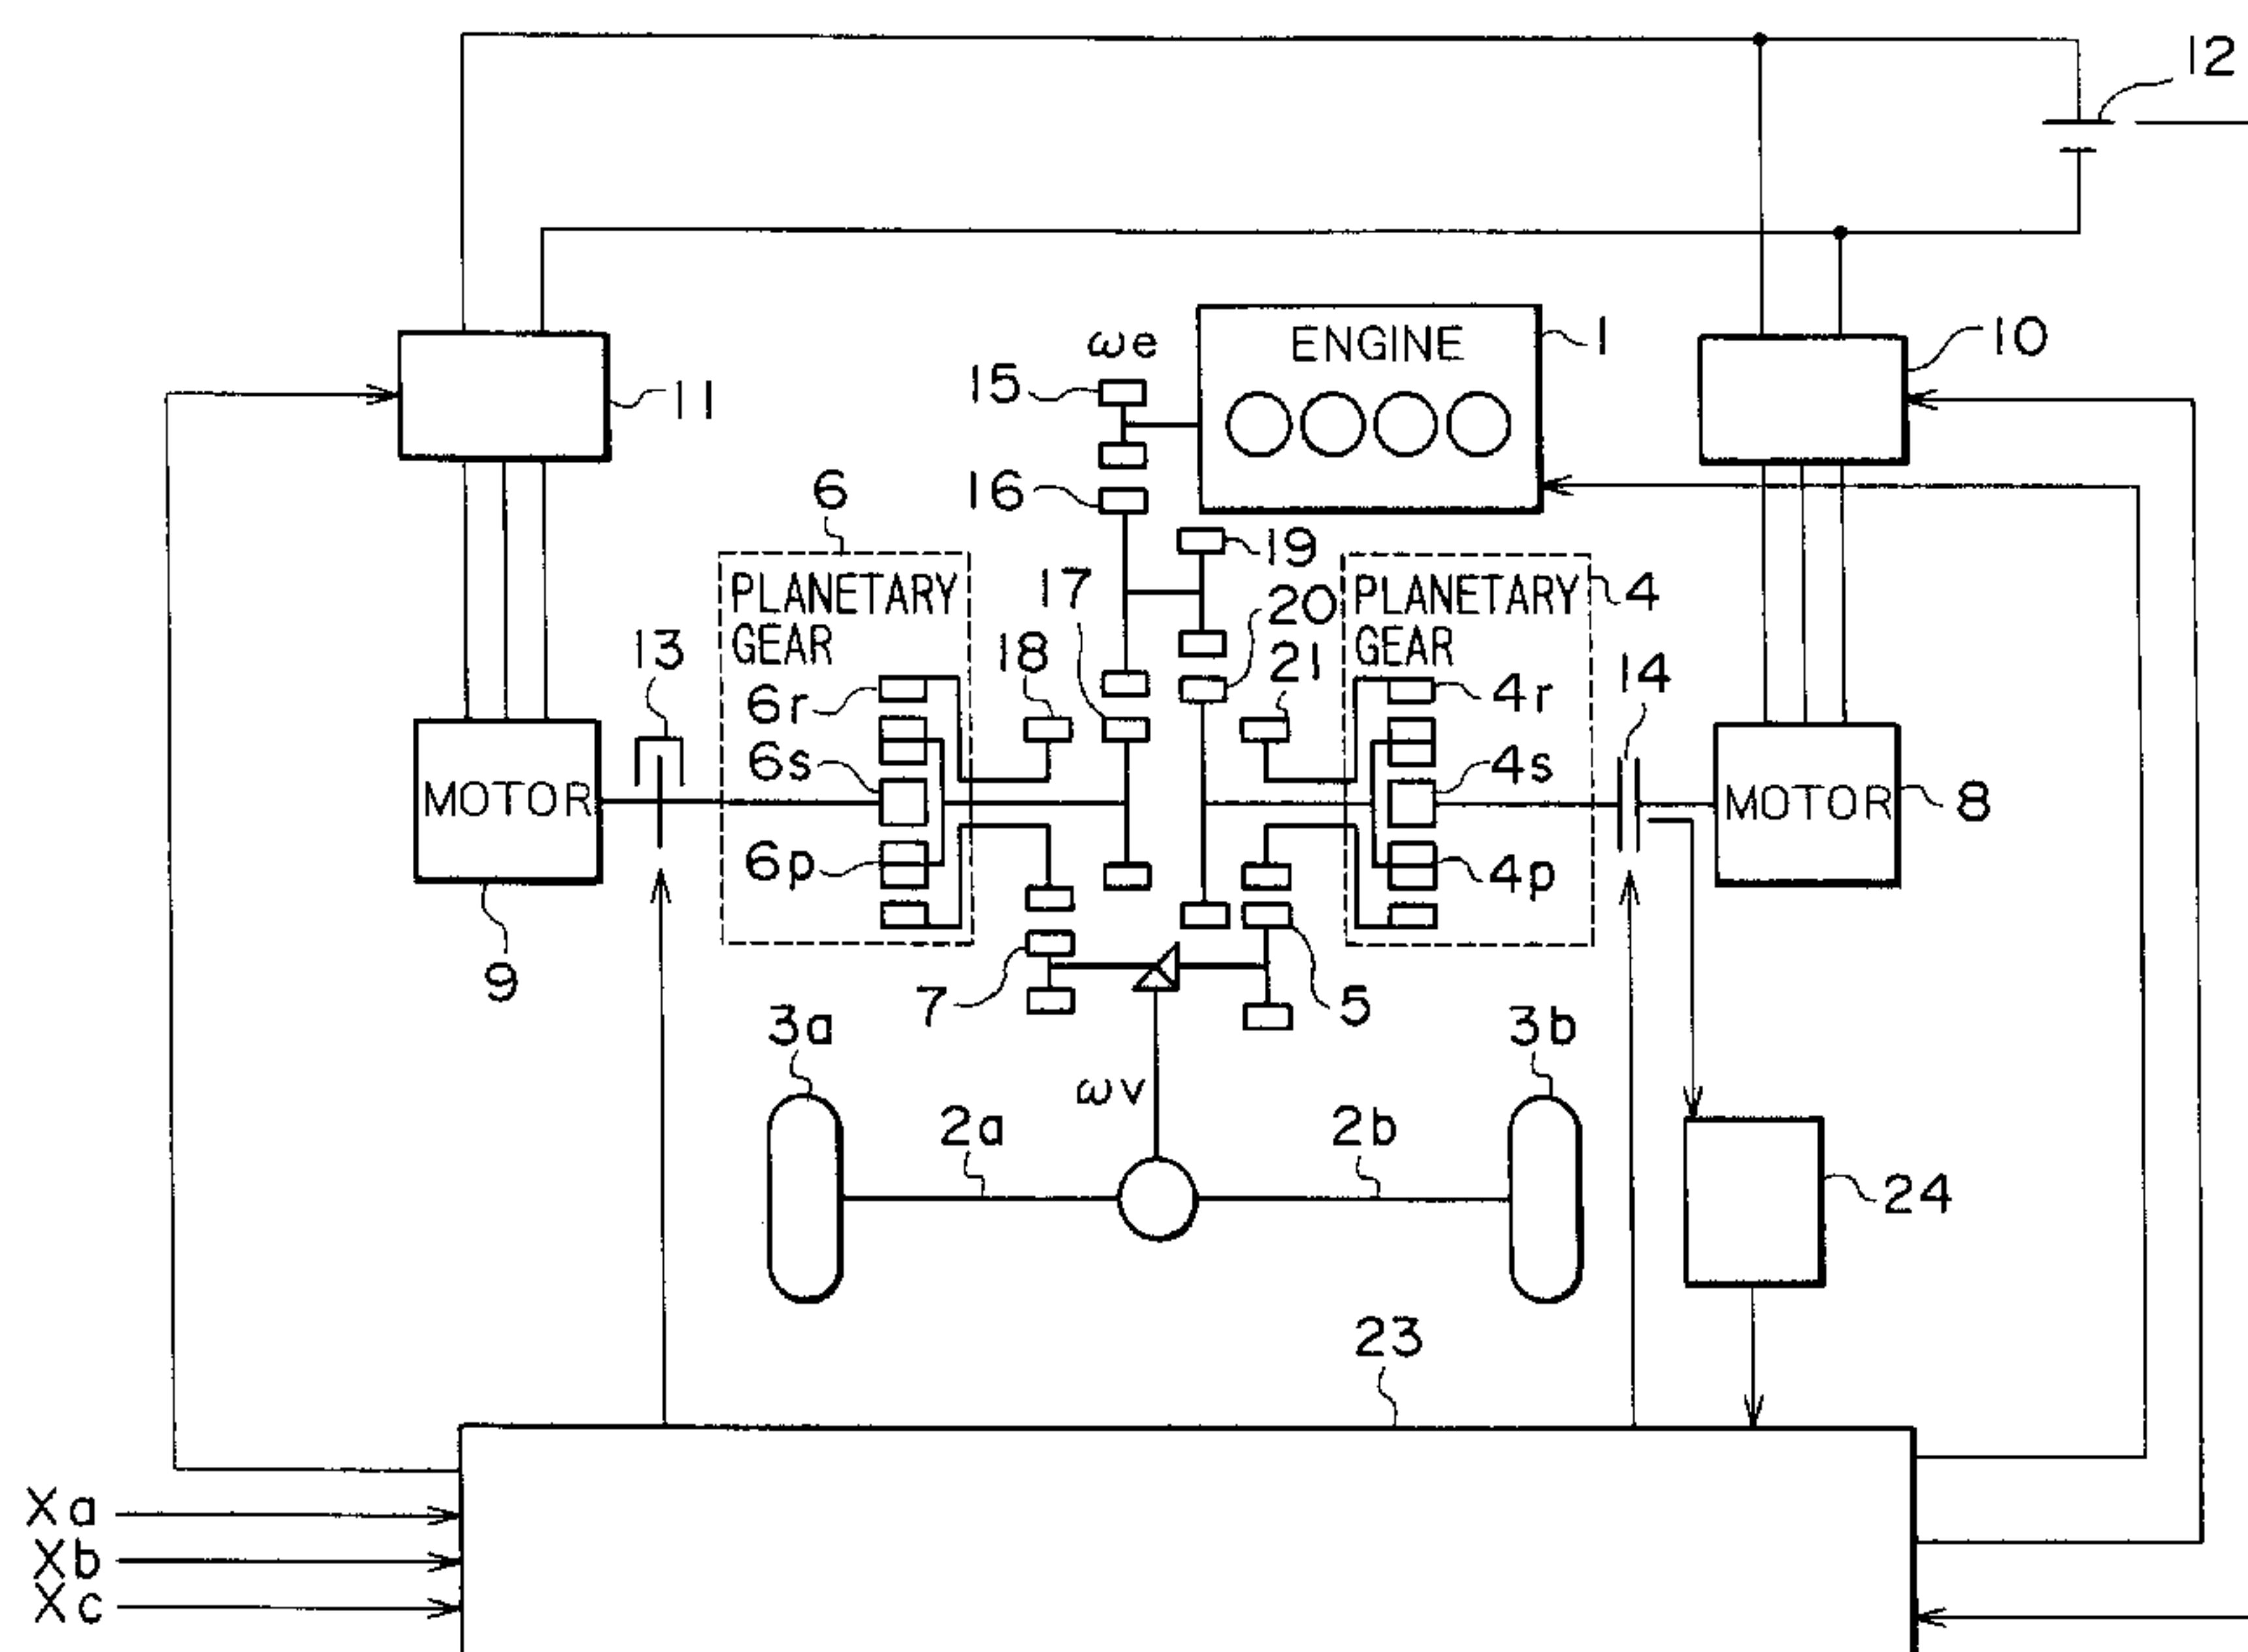 12
ωe
ENGINE
1
10
15
11
16
6
19
PLANETARY
GEAR
17
20
PLANETARY
GEAR
4
13
18
21
14
6r
4r
6s
4s
MOTOR
MOTOR
8
6p
4p
9
7
5
3a
3b
ωv
2a
2b
24
23
Xa
Xb
Xc